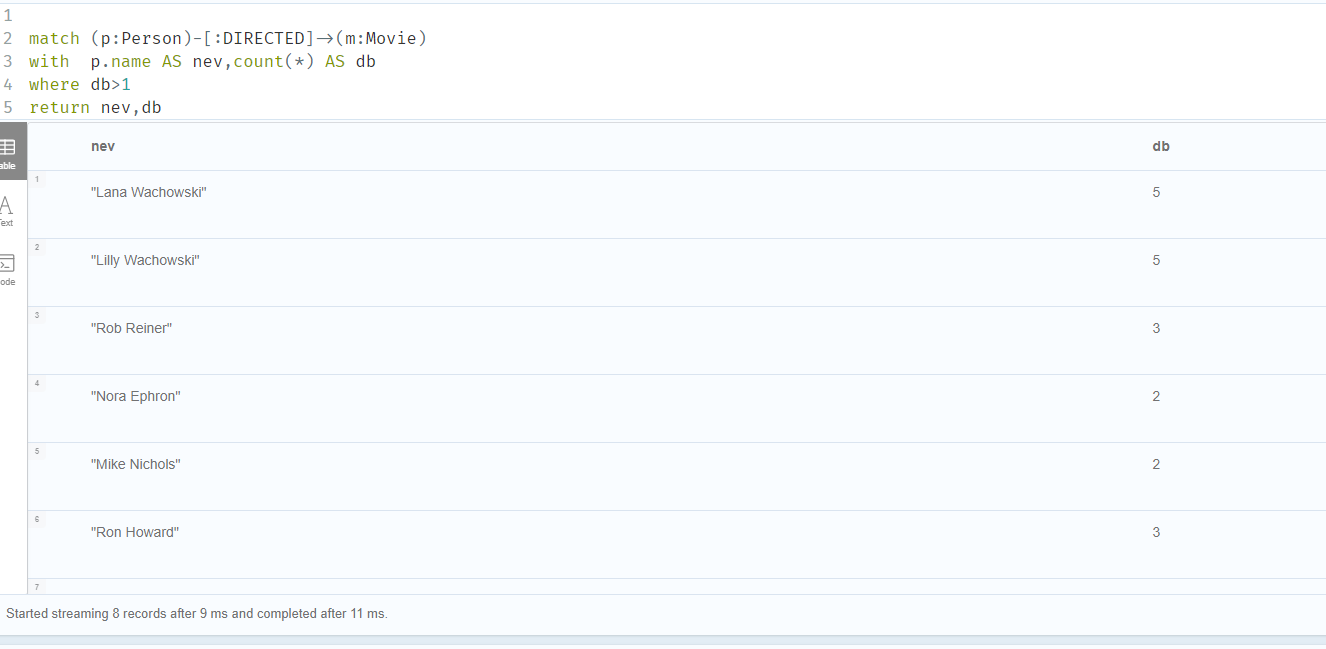 1
2 match (p:Person)-[:DIRECTED]->(m:Movie)
3 with  p.name AS nev,count(*) AS db
4 where db>1
5 return nev,db
able
Text
ode
nev db
1
"Lana Wachowski" 5
2
"Lilly Wachowski" 5
3
"Rob Reiner" 3
4
"Nora Ephron" 2
5
"Mike Nichols" 2
6
"Ron Howard" 3
7
Started streaming 8 records after 9 ms and completed after 11 ms.